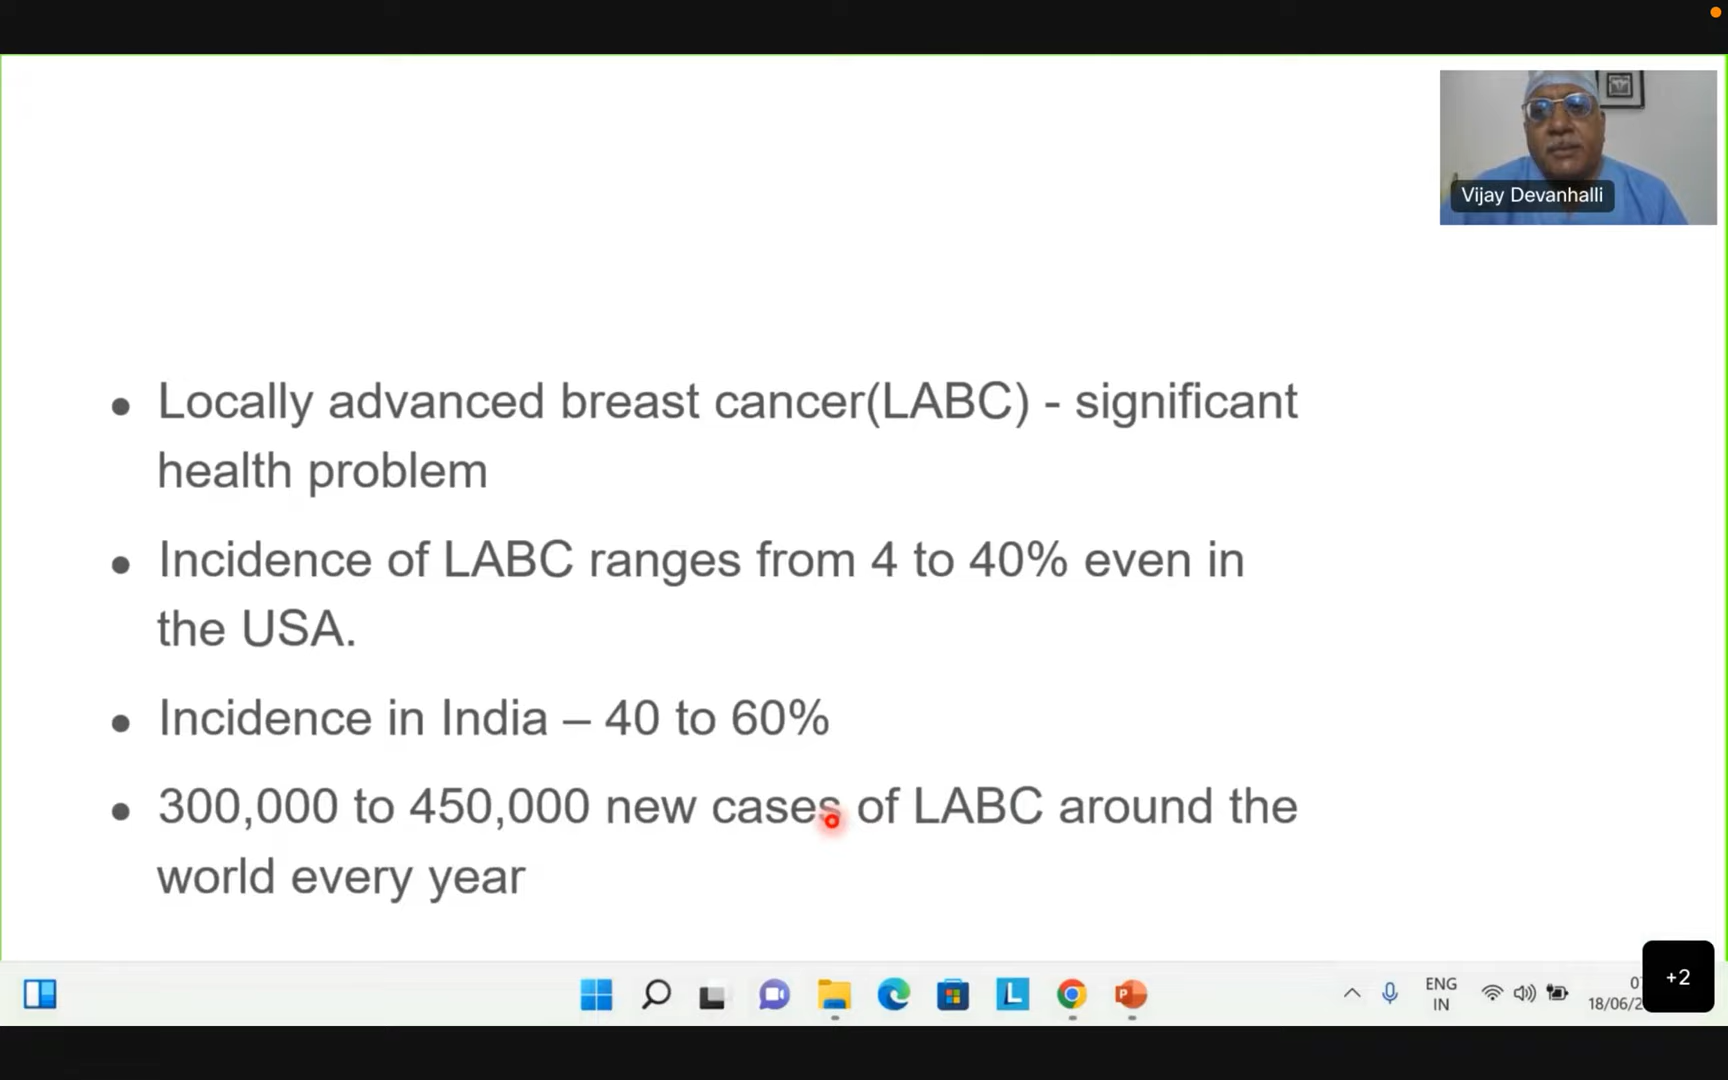 Vijay Devanhalli
● Locally advanced breast cancer(LABC) - significant
health problem
● Incidence of LABC ranges from 4 to 40% even in
the USA.
● Incidence in India – 40 to 60%
● 300,000 to 450,000 new cases of LABC around the
world every year
ENG
IN
18/06/2
+2